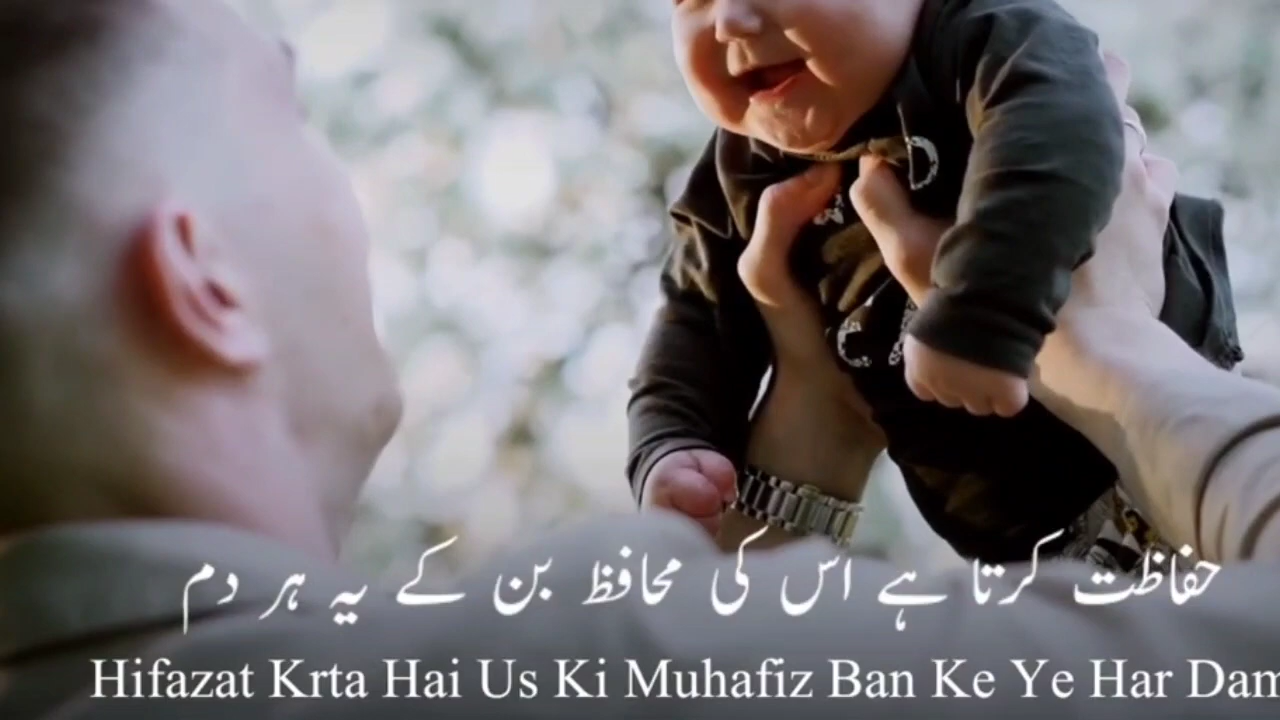 حفاظت کرتا ہے اس کی محافظ بن کے یہ ہر دم
Hifazat Krta Hai Us Ki Muhafiz Ban Ke Ye Har Dam